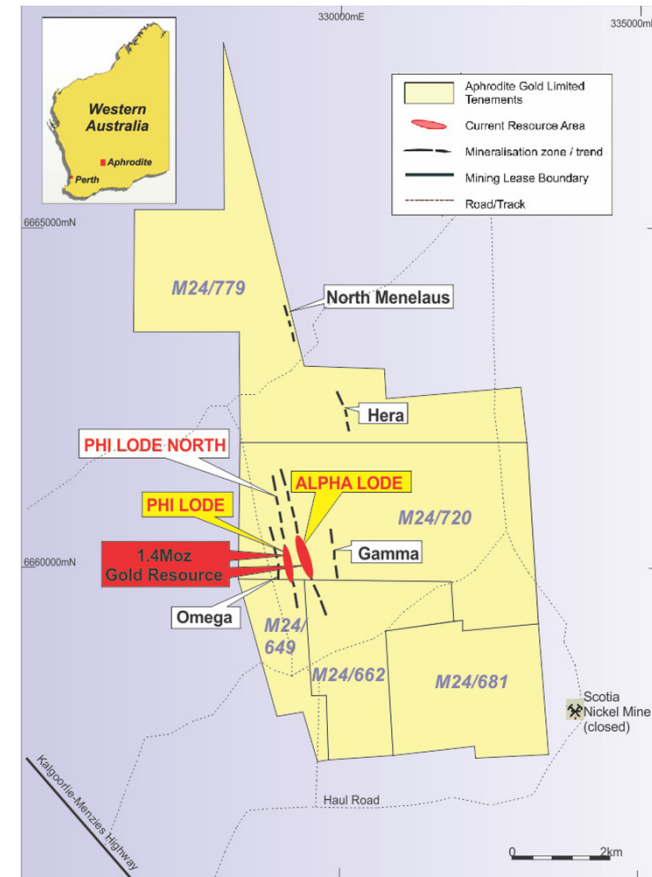 330000mE
335000mE
Western
Australia
Aphrodite
Perth
Aphrodite Gold Limited
Tenements
Current Resource Area
Mineralisation zone / trend
Mining Lease Boundary
Road/Track
6665000mN
M24/779
North Menelaus
Hera
PHI LODE NORTH
ALPHA LODE
PHI LODE
M24/720
1.4Moz
Gold Resource
Gamma
6660000mN
Omega
M24/
649
M24/662
M24/681
Scotia
Nickel Mine
(closed)
Kalgoorlie-Menzies Highway
Haul Road
0
2km